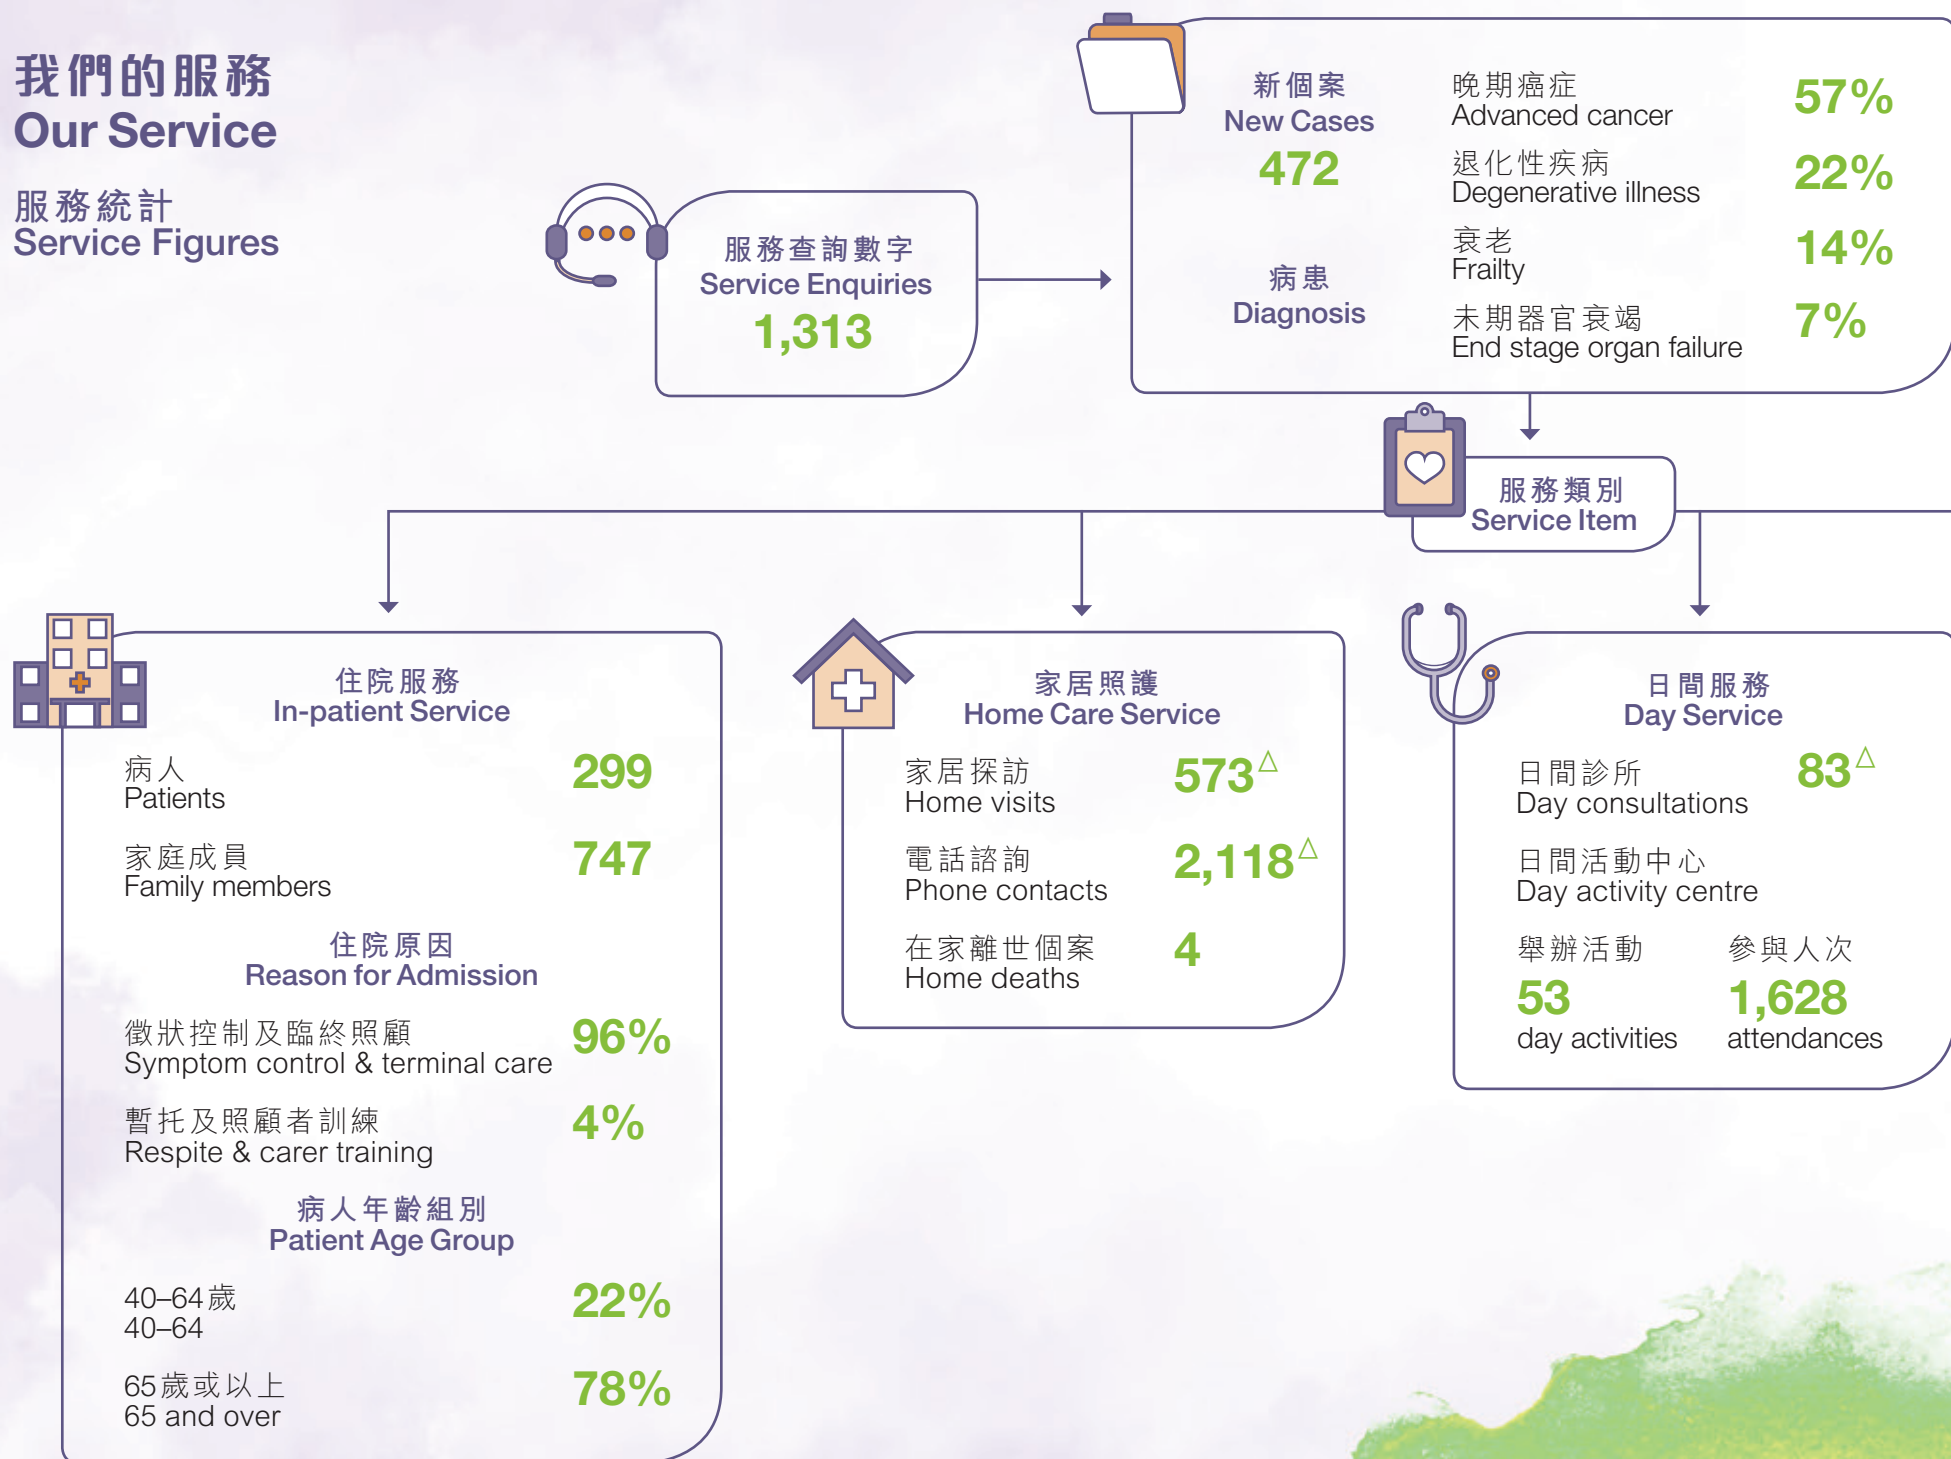 我們的服務
Our Service
服務統計
Service Figures
服務查詢數字
Service Enquiries
1,313
新個案
New Cases
472
病患
Diagnosis
晚期癌症
Advanced cancer
57%
退化性疾病
Degenerative illness
22%
衰老
Frailty
14%
末期器官衰竭
End stage organ failure
7%
服務類別
Service Item
住院服務
In-patient Service
病人
Patients
299
家庭成員
Family members
747
住院原因
Reason for Admission
徵狀控制及臨終照顧
Symptom control & terminal care
96%
暫托及照顧者訓練
Respite & carer training
4%
病人年齡組別
Patient Age Group
40–64歲
40–64
22%
65歲或以上
65 and over
78%
家居照護
Home Care Service
家居探訪
Home visits
573△
電話諮詢
Phone contacts
2,118△
在家離世個案
Home deaths
4
日間服務
Day Service
日間診所
Day consultations
83△
日間活動中心
Day activity centre
舉辦活動
53
day activities
參與人次
1,628
attendances